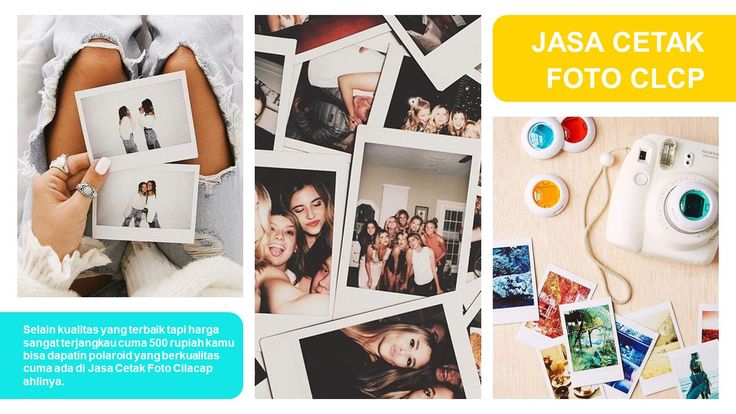 JASA CETAK
FOTO CLCP
Selain kualitas yang terbaik tapi harga
sangat terjangkau cuma 500 rupiah kamu
bisa dapatin polaroid yang berkualitas
cuma ada di Jasa Cetak Foto Cilacap
ahlinya.